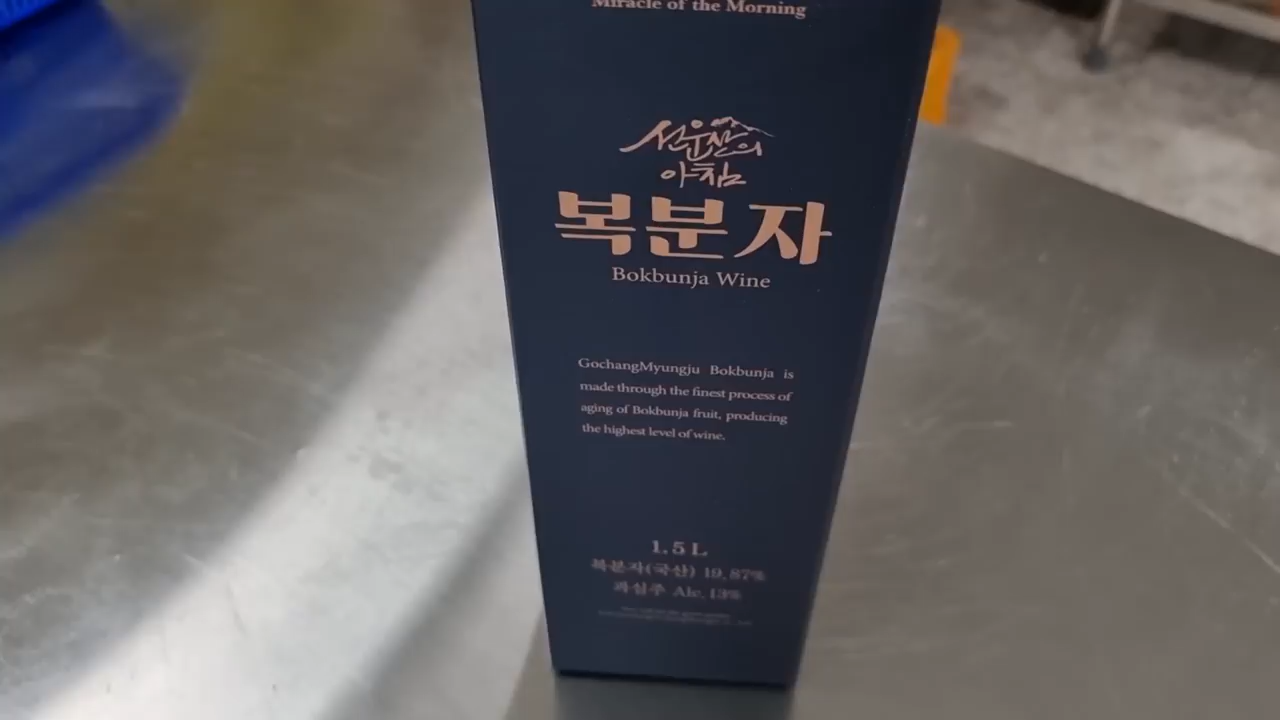 Miracle of the Morning
선운산의
아침
복분자
Bokbunja Wine
GochangMyungju Bokbunja is
made through the finest process of
aging of Bokbunja fruit, producing
the highest level of wine.
1.5 L
복분자(국산) 19.87%
과실주 Alc. 13%